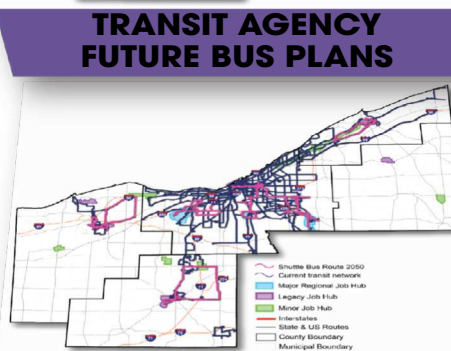 TRANSIT AGENCY
FUTURE BUS PLANS
Shuttle Bus Route 2050
Current transit network
Major Regional Job Hub
Legacy Job Hub
Minor Job Hub
Interstates
State & US Routes
County Boundary
Municipal Boundary